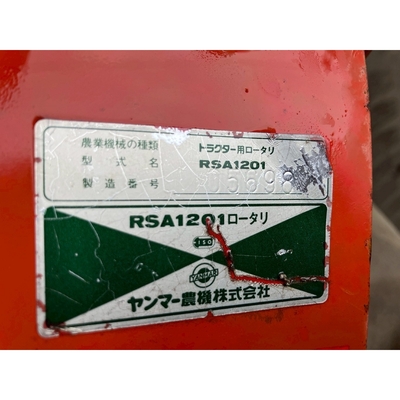 農業機械の種類 トラクター用ロータリ
型式名 RSA1201
製造番号
RSA1201ロータリ
ISO
YANMAR
ヤンマー農機株式会社